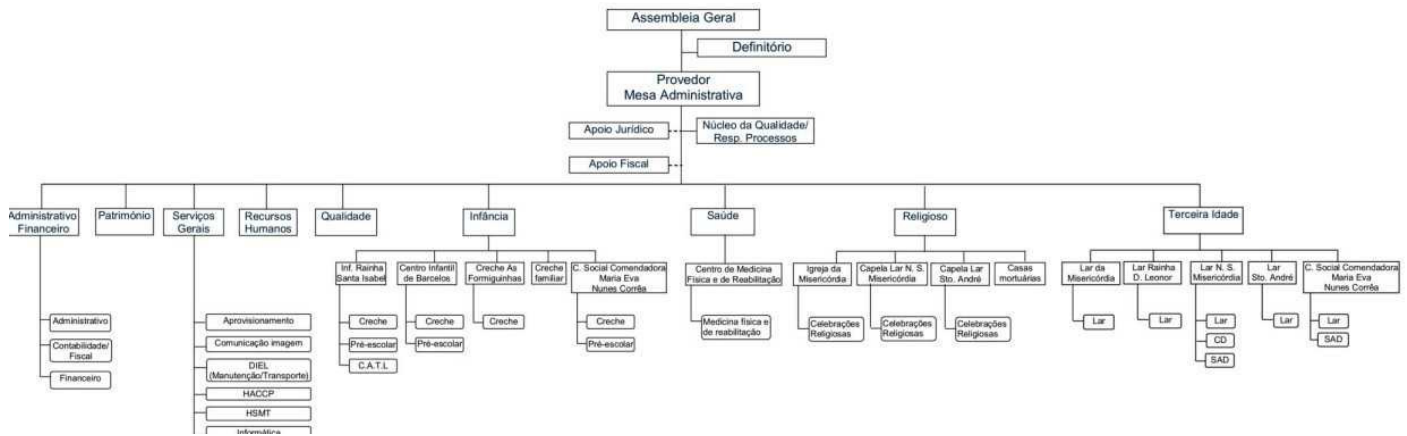 Assembleia Geral
Definitório
Provedor
Mesa Administrativa
Apoio Jurídico
Núcleo da Qualidade/
Resp. Processos
Apoio Fiscal
Administrativo
Financeiro
Património
Serviços
Gerais
Recursos
Humanos
Qualidade
Infância
Saúde
Religioso
Terceira Idade
Inf. Rainha
Santa Isabel
Centro Infantil
de Barcelos
Creche As
Formiguinhas
Creche
familiar
C. Social Comendadora
Maria Eva
Nunes Corrêa
Centro de Medicina
Física e de Reabilitação
Igreja da
Misericórdia
Capela Lar N. S.
Misericórdia
Capela Lar
Sto. André
Casas
mortuárias
Lar da
Misericórdia
Lar Rainha
D. Leonor
Lar N. S.
Misericórdia
Lar
Sto. André
C. Social Comendadora
Maria Eva
Nunes Corrêa
Administrativo
Contabilidade/
Fiscal
Financeiro
Aprovisionamento
Comunicação imagem
DIEL
(Manutenção/Transporte)
HACCP
HSMT
Informática
Creche
Pré-escolar
C.A.T.L
Creche
Pré-escolar
Creche
Creche
Pré-escolar
Medicina física e
de reabilitação
Celebrações
Religiosas
Celebrações
Religiosas
Celebrações
Religiosas
Lar
Lar
Lar
CD
SAD
Lar
Lar
SAD